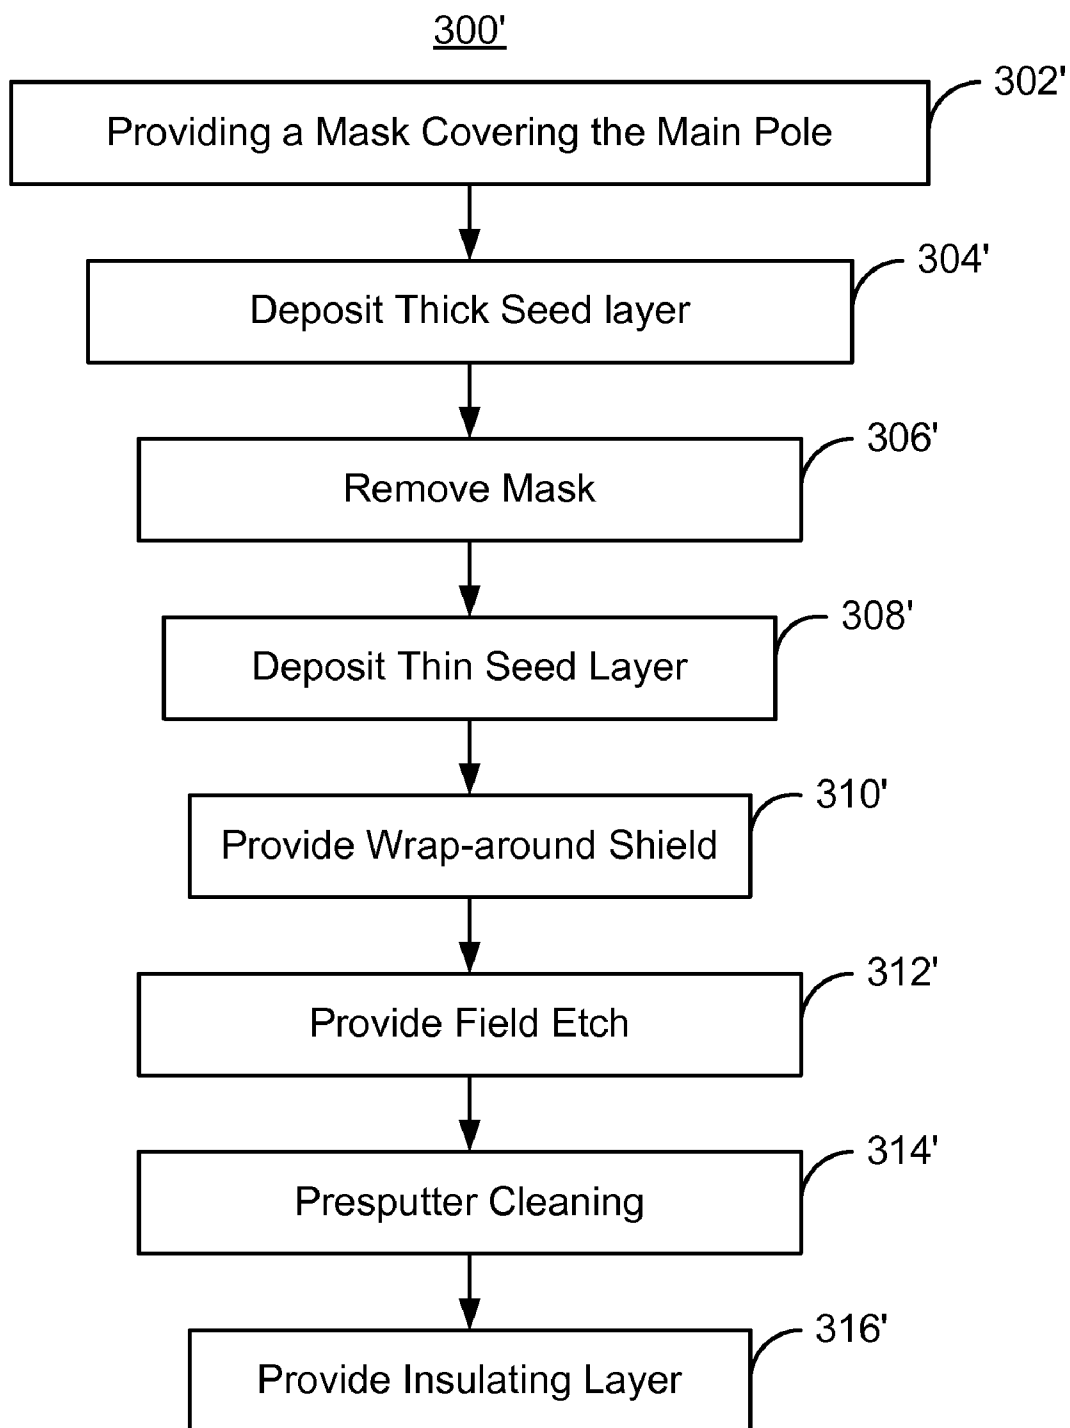 300'
302'
Providing a Mask Covering the Main Pole
304'
Deposit Thick Seed layer
306'
Remove Mask
308'
Deposit Thin Seed Layer
310'
Provide Wrap-around Shield
312'
Provide Field Etch
314'
Presputter Cleaning
316'
Provide Insulating Layer